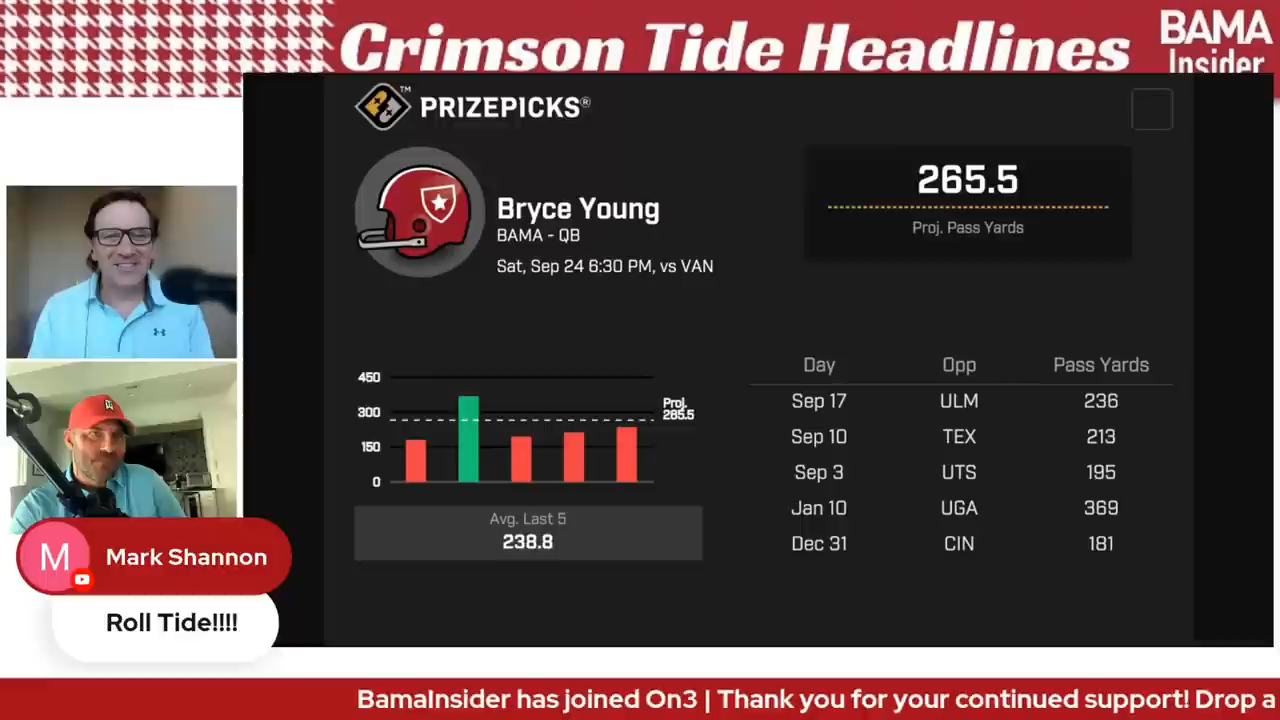 Crimson Tide Headlines
BAMA
Insider
PRIZEPICKS®
™
Bryce Young
BAMA - QB
Sat, Sep 24 6:30 PM, vs VAN
265.5
Proj. Pass Yards
450
300
150
0
Proj.
265.5
Avg. Last 5
238.8
Day Opp Pass Yards
Sep 17 ULM 236
Sep 10 TEX 213
Sep 3 UTS 195
Jan 10 UGA 369
Dec 31 CIN 181
M
Mark Shannon
Roll Tide!!!!
BamaInsider has joined On3 | Thank you for your continued support! Drop a